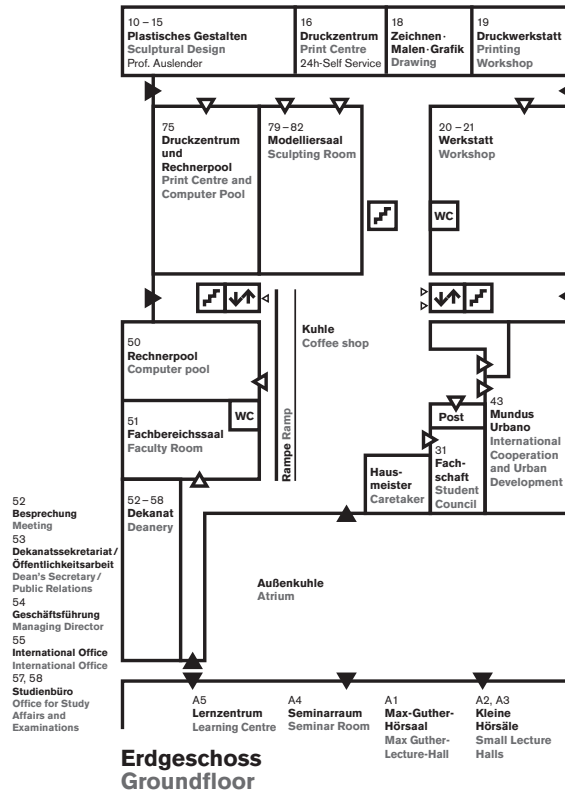 10 – 15
Plastisches Gestalten
Sculptural Design
Prof. Auslender
16
Druckzentrum
Print Centre
24h-Self Service
18
Zeichnen·
Malen·Grafik
Drawing
19
Druckwerkstatt
Printing
Workshop
75
Druckzentrum
und
Rechnerpool
Print Centre and
Computer Pool
79 – 82
Modelliersaal
Sculpting Room
20 – 21
Werkstatt
Workshop
WC
50
Rechnerpool
Computer pool
Kuhle
Coffee shop
51
Fachbereichssaal
Faculty Room
WC
Rampe Ramp
Post
43
Mundus
Urbano
International
Cooperation
and Urban
Development
31
Fach-
schaft
Student
Council
Haus-
meister
Caretaker
52 – 58
Dekanat
Deanery
52
Besprechung
Meeting
53
Dekanatssekretariat/
Öffentlichkeitsarbeit
Dean's Secretary/
Public Relations
54
Geschäftsführung
Managing Director
55
International Office
International Office
57, 58
Studienbüro
Office for Study
Affairs and
Examinations
Außenkuhle
Atrium
A5
Lernzentrum
Learning Centre
A4
Seminarraum
Seminar Room
A1
Max-Guther-
Hörsaal
Max Guther-
Lecture-Hall
A2, A3
Kleine
Hörsäle
Small Lecture
Halls
Erdgeschoss
Groundfloor